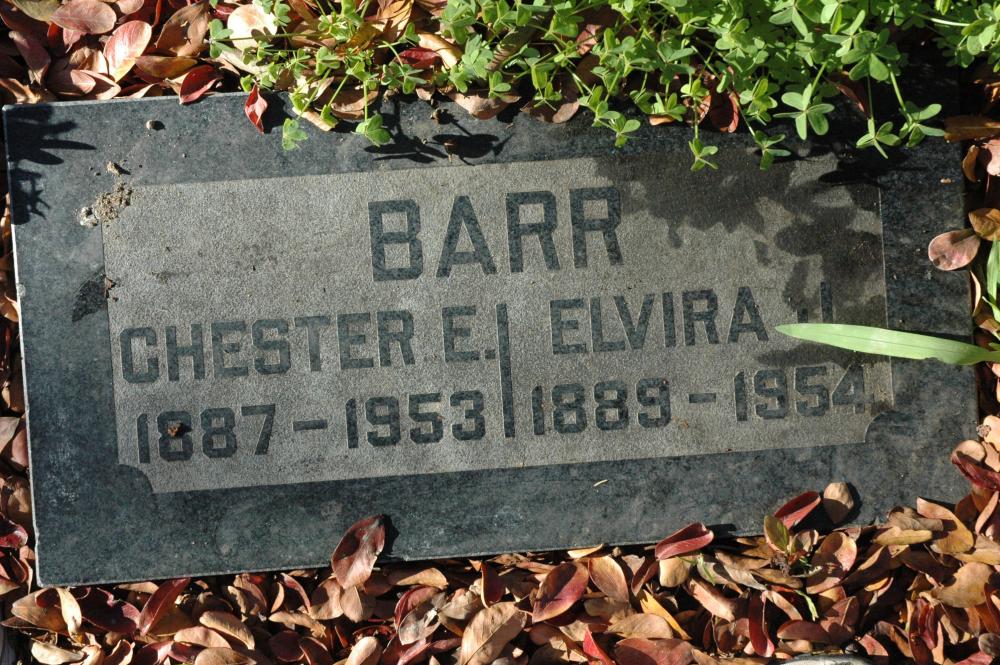 BARR
CHESTER E. ELVIRA J.
1887 - 1953 1889 - 1954